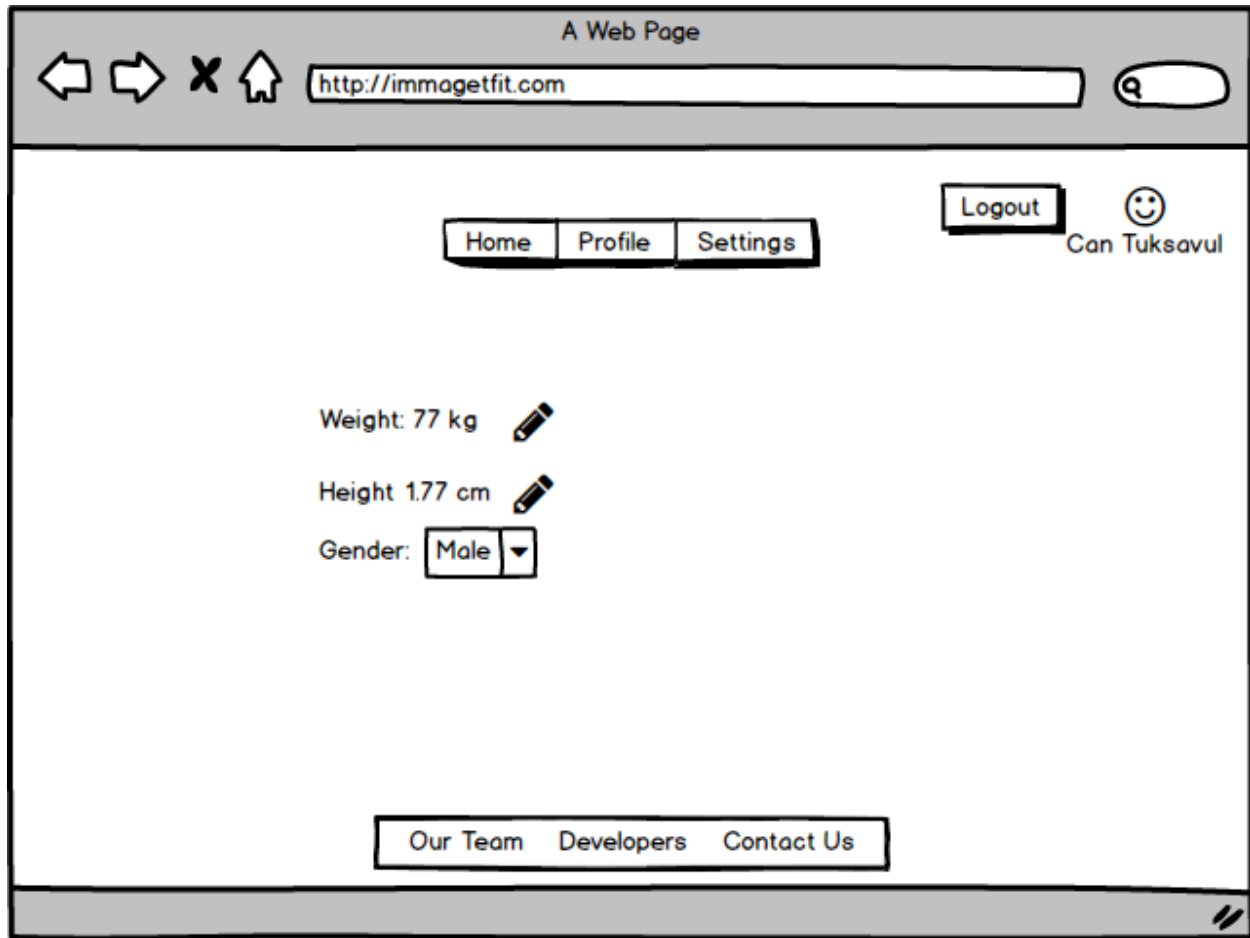 A Web Page
http://immagetfit.com
Logout
Can Tuksavul
Home Profile Settings
Weight: 77 kg
Height 1.77 cm
Gender: Male
Our Team Developers Contact Us